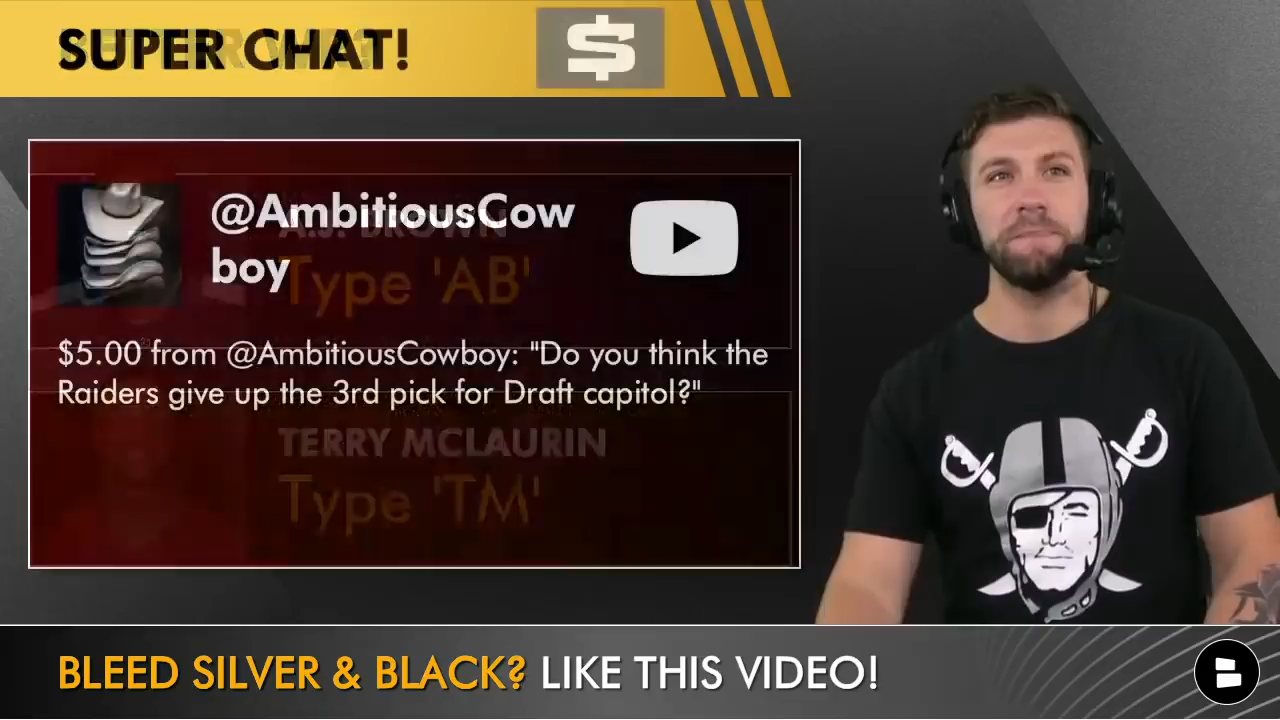 SUPER CHAT!
$
@AmbitiousCow
boy
A.J. BROWN
Type 'AB'
$5.00 from @AmbitiousCowboy: "Do you think the
Raiders give up the 3rd pick for Draft capitol?"
TERRY MCLAURIN
Type 'TM'
BLEED SILVER & BLACK? LIKE THIS VIDEO!